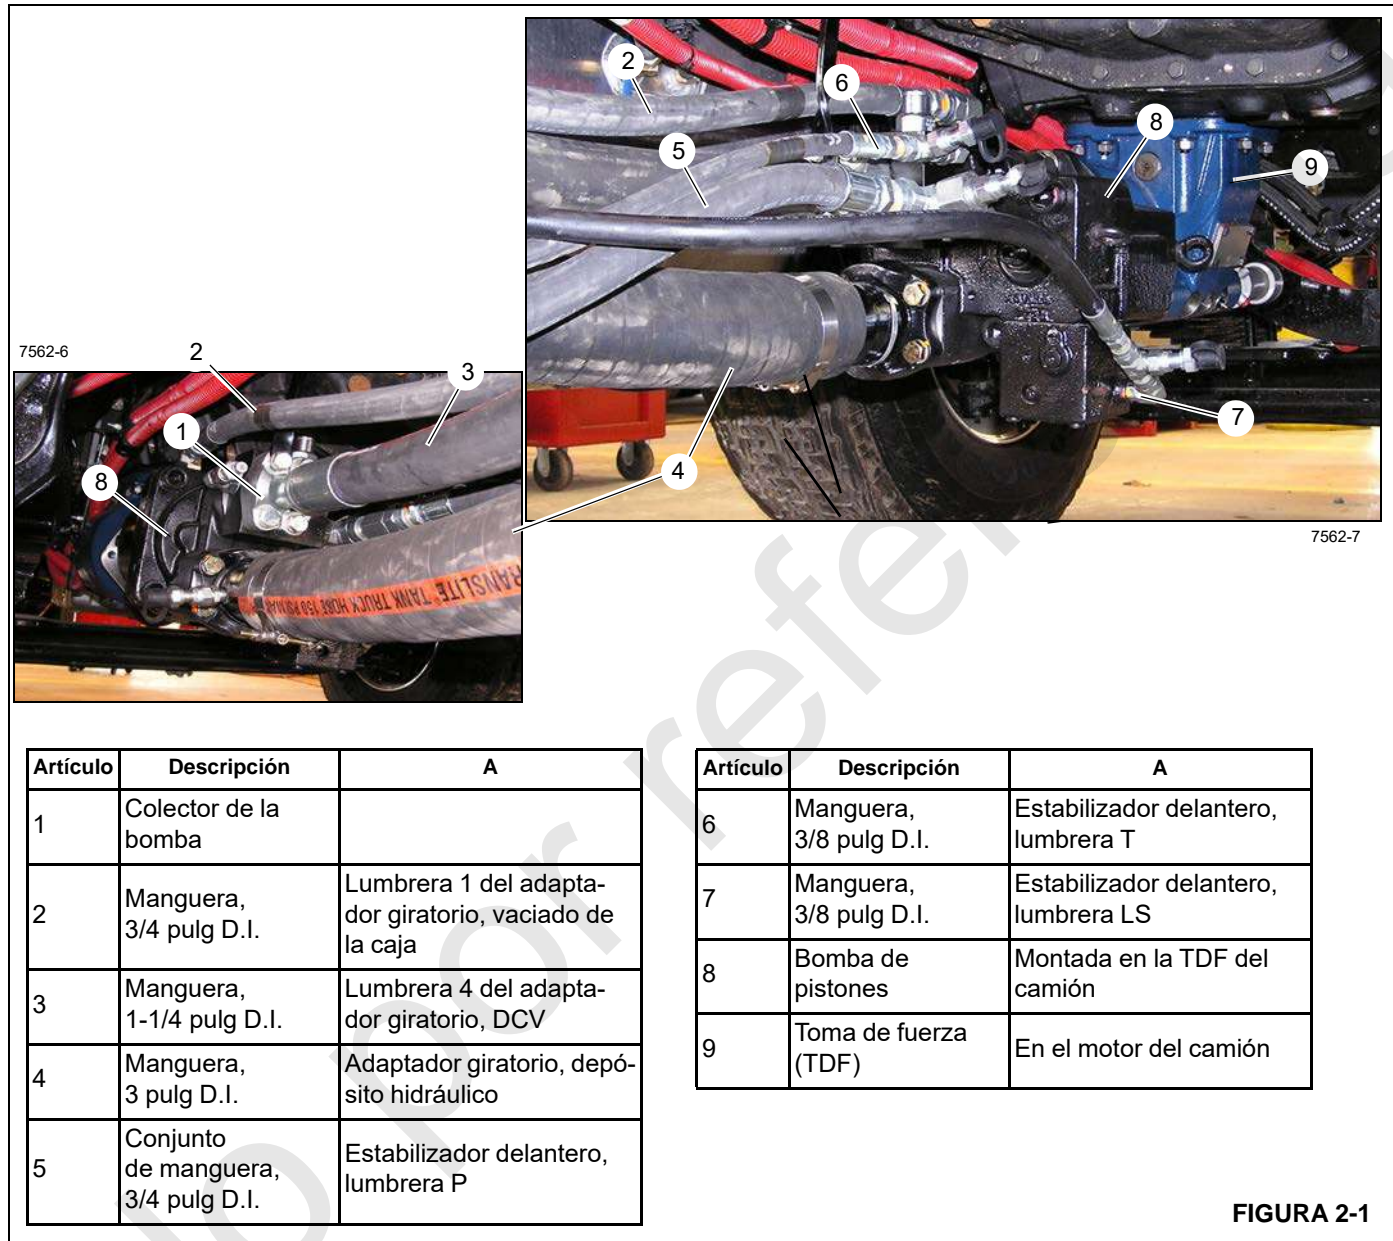 2
6
5
8
9
7
4
7562-7
7562-6
2
3
1
8
TRANSLITE TANK TRUCK HOSE 150 PSI MAX
Artículo Descripción A
1 Colector de la
bomba
2 Manguera,
3/4 pulg D.I.
Lumbrera 1 del adapta-
dor giratorio, vaciado de
la caja
3 Manguera,
1-1/4 pulg D.I.
Lumbrera 4 del adapta-
dor giratorio, DCV
4 Manguera,
3 pulg D.I.
Adaptador giratorio, depó-
sito hidráulico
5 Conjunto
de manguera,
3/4 pulg D.I.
Estabilizador delantero,
lumbrera P
Artículo Descripción A
6 Manguera,
3/8 pulg D.I.
Estabilizador delantero,
lumbrera T
7 Manguera,
3/8 pulg D.I.
Estabilizador delantero,
lumbrera LS
8 Bomba de
pistones
Montada en la TDF del
camión
9 Toma de fuerza
(TDF)
En el motor del camión
FIGURA 2-1
lo por refer